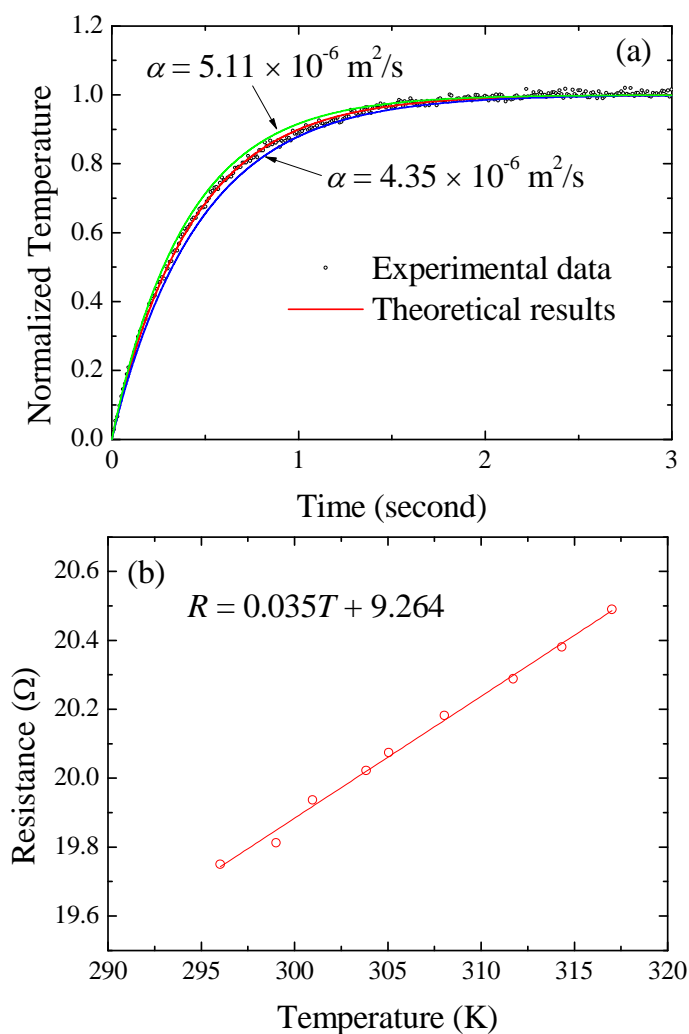 1.2
(a)
α = 5.11 × 10⁻⁶ m²/s
1.0
0.8
α = 4.35 × 10⁻⁶ m²/s
0.6
Experimental data
0.4
Theoretical results
0.2
0.0
0 1 2 3
Normalized Temperature
Time (second)
20.6
(b)
R = 0.035T + 9.264
20.4
20.2
20.0
19.8
19.6
290 295 300 305 310 315 320
Resistance (Ω)
Temperature (K)